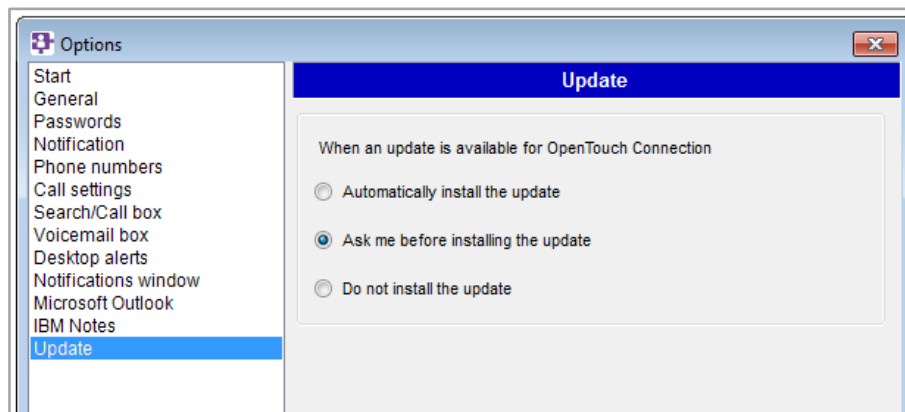 Options
Start
General
Passwords
Notification
Phone numbers
Call settings
Search/Call box
Voicemail box
Desktop alerts
Notifications window
Microsoft Outlook
IBM Notes
Update
Update
When an update is available for OpenTouch Connection
Automatically install the update
Ask me before installing the update
Do not install the update